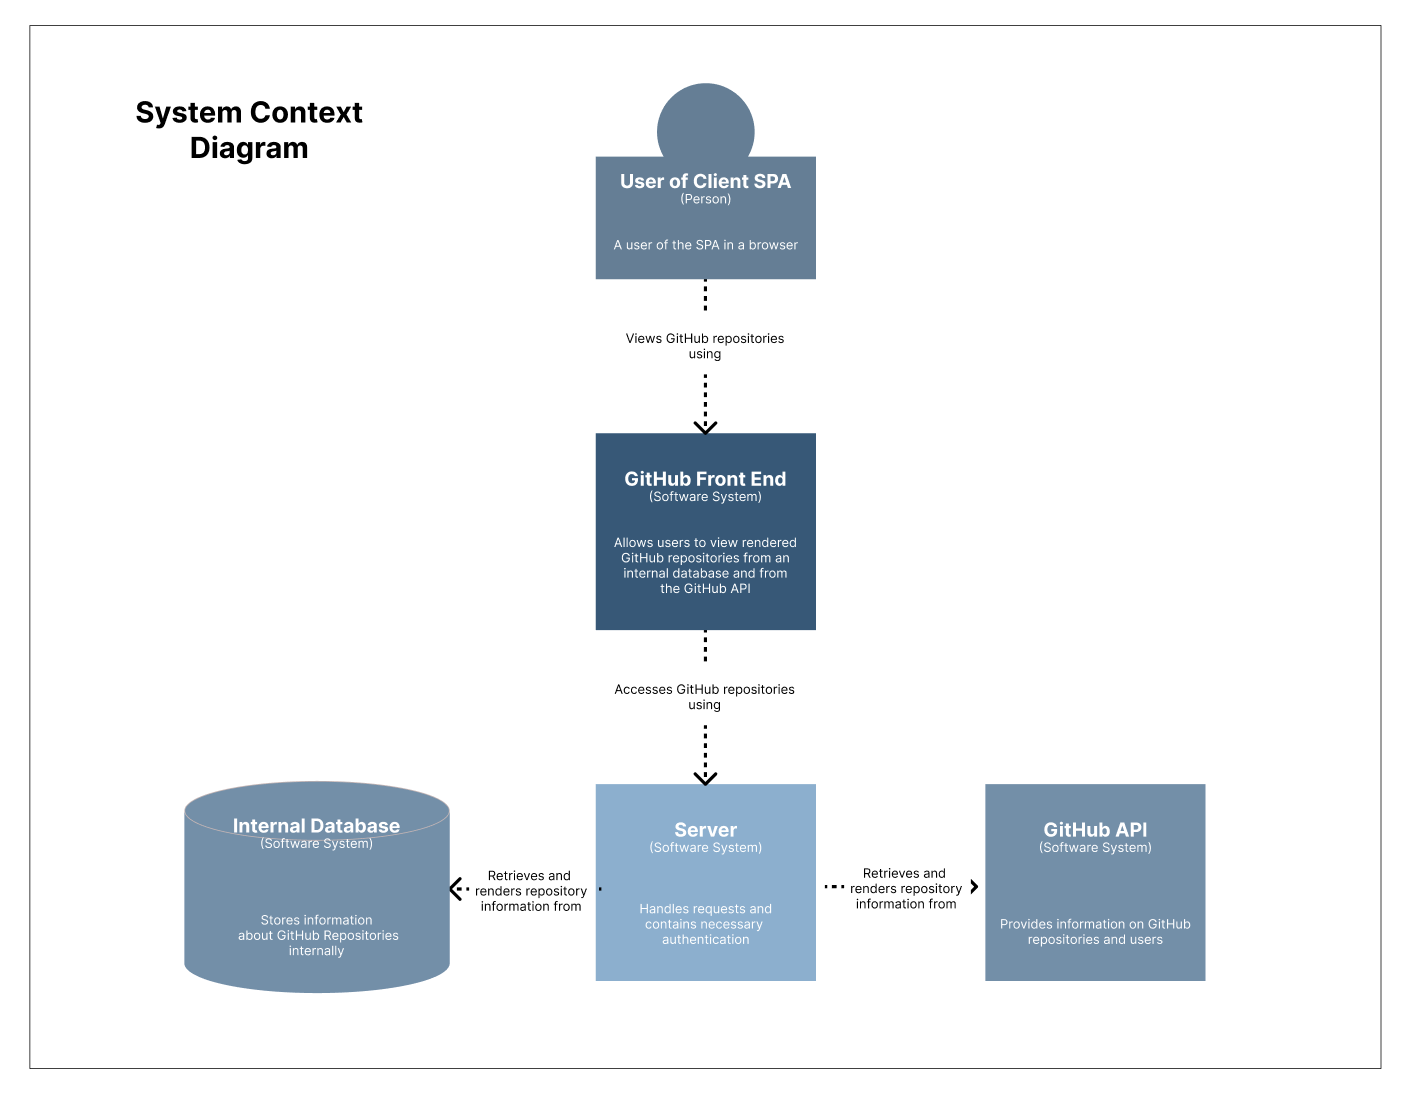 System Context
Diagram
User of Client SPA
(Person)
A user of the SPA in a browser
Views GitHub repositories
using
GitHub Front End
(Software System)
Allows users to view rendered
GitHub repositories from an
internal database and from
the GitHub API
Accesses GitHub repositories
using
Internal Database
(Software System)
Stores information
about GitHub Repositories
internally
Retrieves and
renders repository
information from
Server
(Software System)
Handles requests and
contains necessary
authentication
Retrieves and
renders repository
information from
GitHub API
(Software System)
Provides information on GitHub
repositories and users